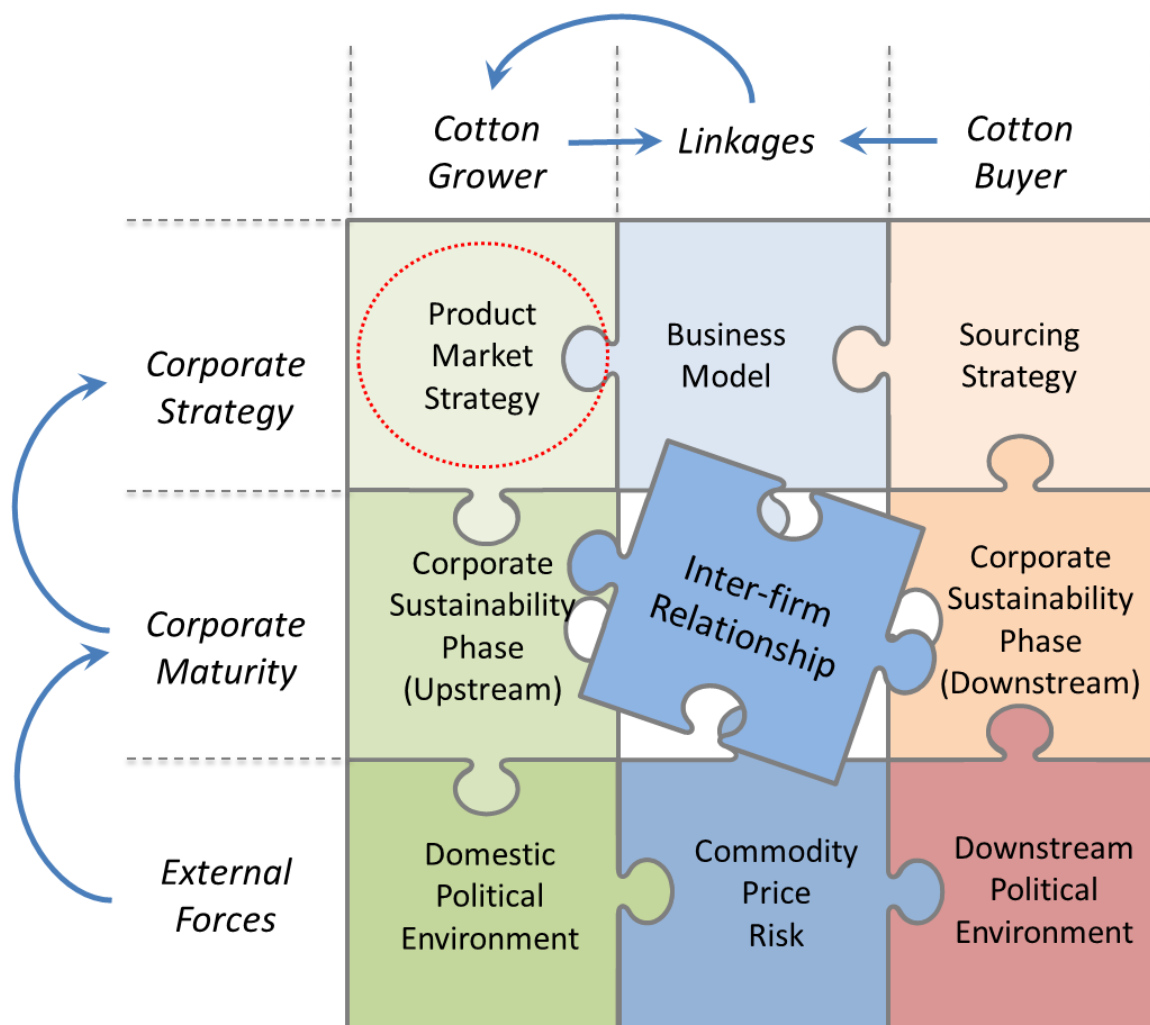 Cotton
Grower
Linkages
Cotton
Buyer
Corporate
Strategy
Product
Market
Strategy
Business
Model
Sourcing
Strategy
Corporate
Maturity
Corporate
Sustainability
Phase
(Upstream)
Inter-firm
Relationship
Corporate
Sustainability
Phase
(Downstream)
External
Forces
Domestic
Political
Environment
Commodity
Price
Risk
Downstream
Political
Environment